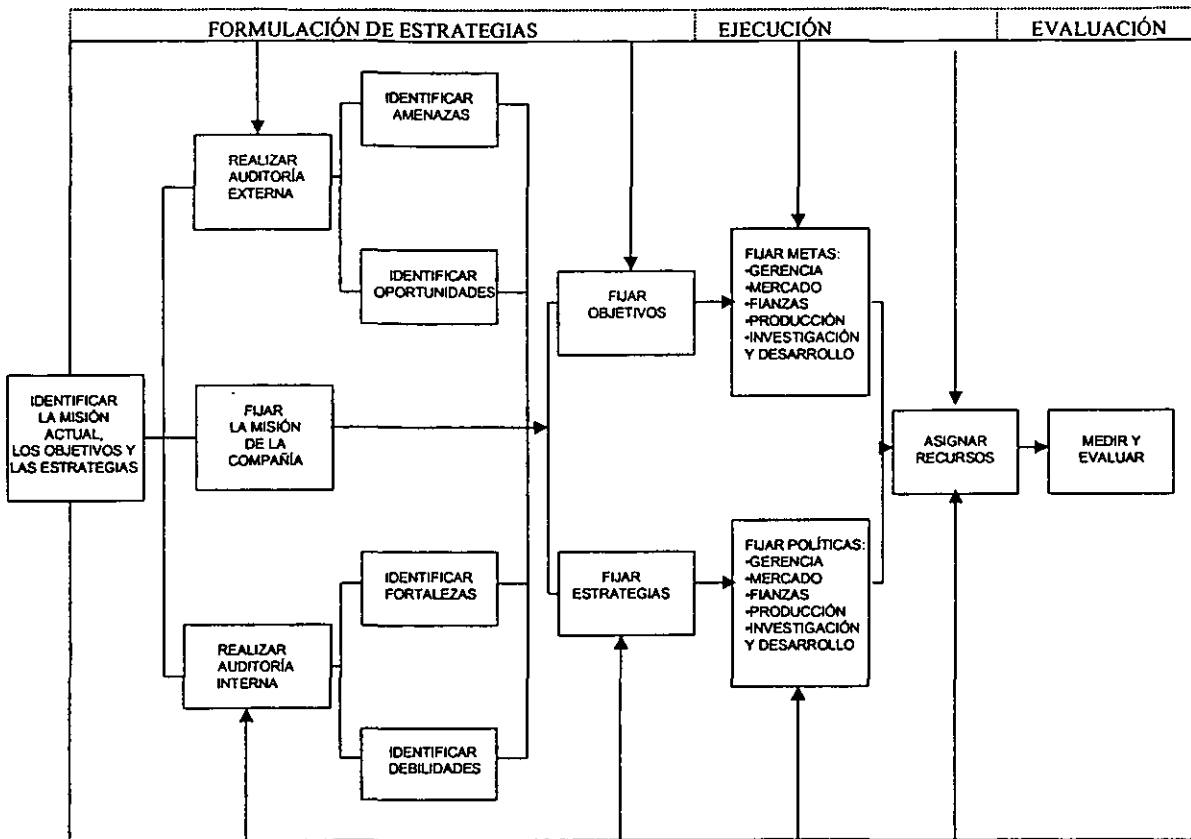 FORMULACIÓN DE ESTRATEGIAS
EJECUCIÓN
EVALUACIÓN
IDENTIFICAR
LA MISIÓN
ACTUAL,
LOS OBJETIVOS Y
LAS ESTRATEGIAS
REALIZAR
AUDITORÍA
EXTERNA
FIJAR
LA MISIÓN
DE LA
COMPAÑÍA
REALIZAR
AUDITORÍA
INTERNA
IDENTIFICAR
AMENAZAS
IDENTIFICAR
OPORTUNIDADES
IDENTIFICAR
FORTALEZAS
IDENTIFICAR
DEBILIDADES
FIJAR
OBJETIVOS
FIJAR
ESTRATEGIAS
FIJAR METAS:
-GERENCIA
-MERCADO
-FIANZAS
-PRODUCCIÓN
-INVESTIGACIÓN
Y DESARROLLO
FIJAR POLÍTICAS:
-GERENCIA
-MERCADO
-FIANZAS
-PRODUCCIÓN
-INVESTIGACIÓN
Y DESARROLLO
ASIGNAR
RECURSOS
MEDIR Y
EVALUAR